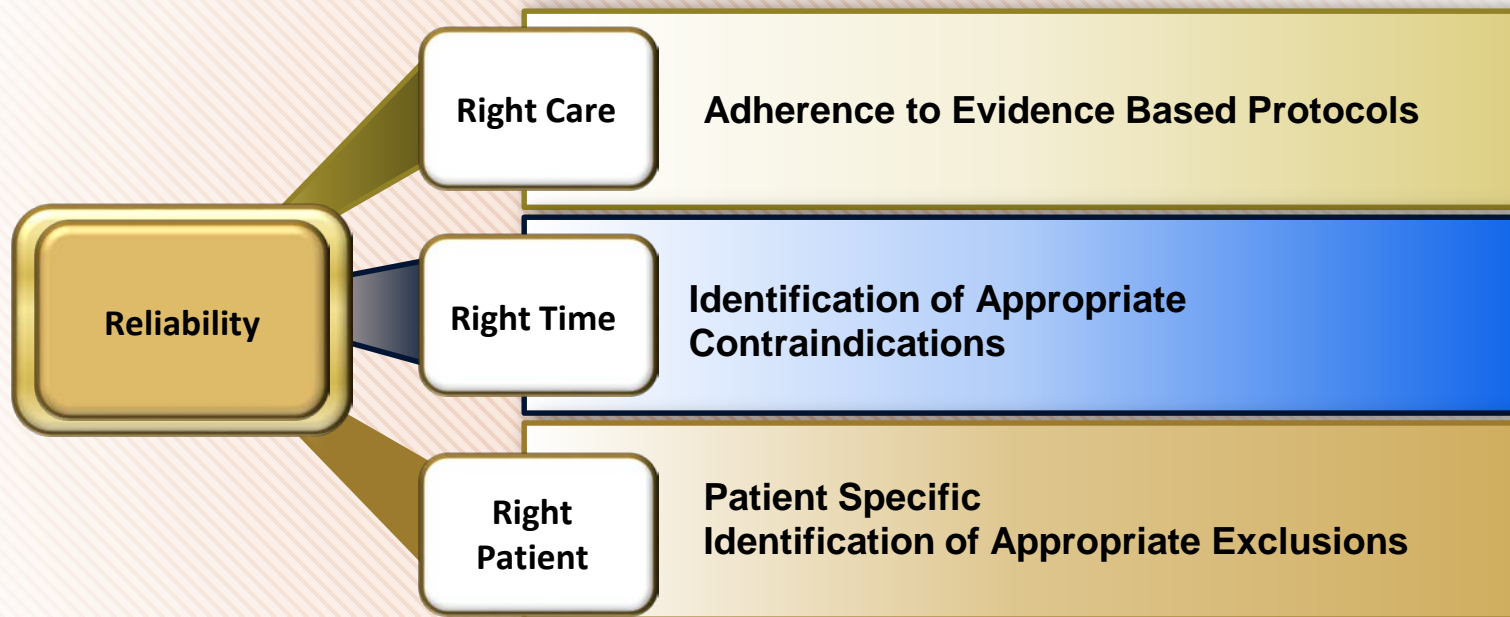 Right Care
Adherence to Evidence Based Protocols
Reliability
Right Time
Identification of Appropriate
Contraindications
Right
Patient
Patient Specific
Identification of Appropriate Exclusions